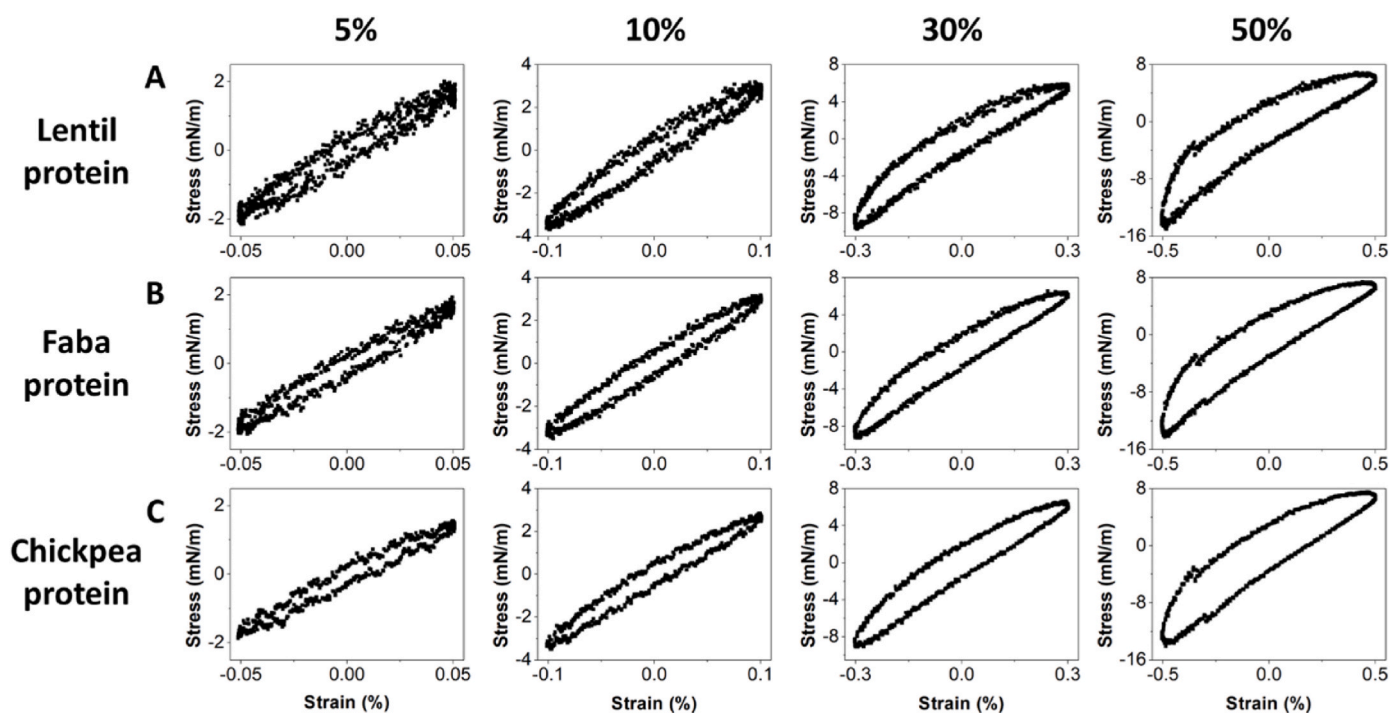 5% 10% 30% 50%
A
Lentil
protein
Stress (mN/m)
2
0
-2
-0.05 0.00 0.05
Stress (mN/m)
4
2
0
-2
-4
-0.1 0.0 0.1
Stress (mN/m)
8
4
0
-4
-8
-0.3 0.0 0.3
Stress (mN/m)
8
0
-8
-16
-0.5 0.0 0.5
B
Faba
protein
Stress (mN/m)
2
0
-2
-0.05 0.00 0.05
Stress (mN/m)
4
2
0
-2
-4
-0.1 0.0 0.1
Stress (mN/m)
8
4
0
-4
-8
-0.3 0.0 0.3
Stress (mN/m)
8
0
-8
-16
-0.5 0.0 0.5
C
Chickpea
protein
Stress (mN/m)
2
0
-2
-0.05 0.00 0.05
Strain (%)
Stress (mN/m)
4
2
0
-2
-4
-0.1 0.0 0.1
Strain (%)
Stress (mN/m)
8
4
0
-4
-8
-0.3 0.0 0.3
Strain (%)
Stress (mN/m)
8
0
-8
-16
-0.5 0.0 0.5
Strain (%)